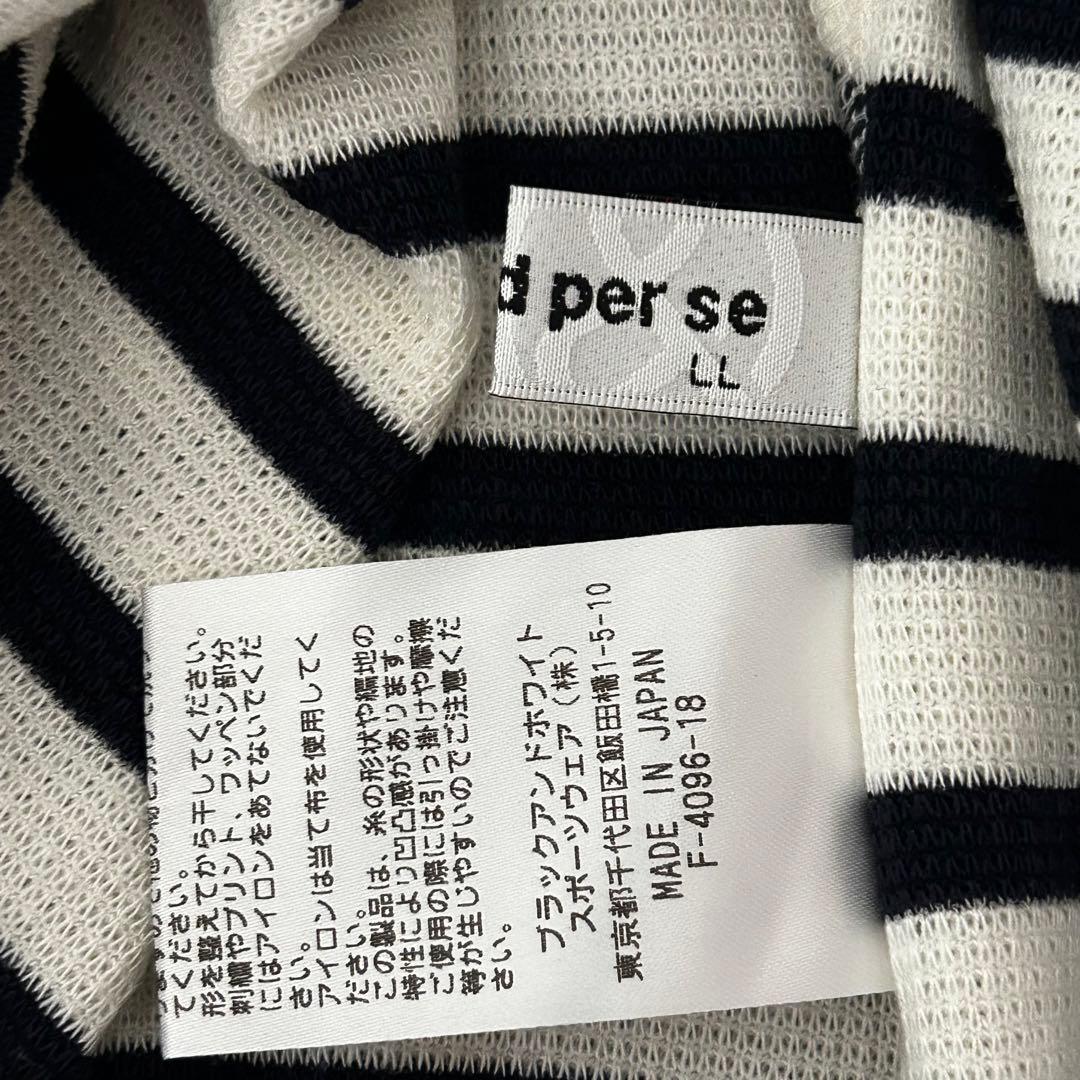 d per se
LL
てください。
形を整えてから干してください。
刺繍やプリント、ワッペン部分
にはアイロンをあてないでくだ
さい。
アイロンは当て布を使用してく
ださい。
この製品は、糸の形状や編地の
特性により凹凸感があります。
ご使用の際には引っ掛けや摩擦
等が生じやすいのでご注意くだ
さい。
ブラックアンドホワイト
スポーツウェア(株)
東京都千代田区飯田橋1-5-10
MADE IN JAPAN
F-4096-18